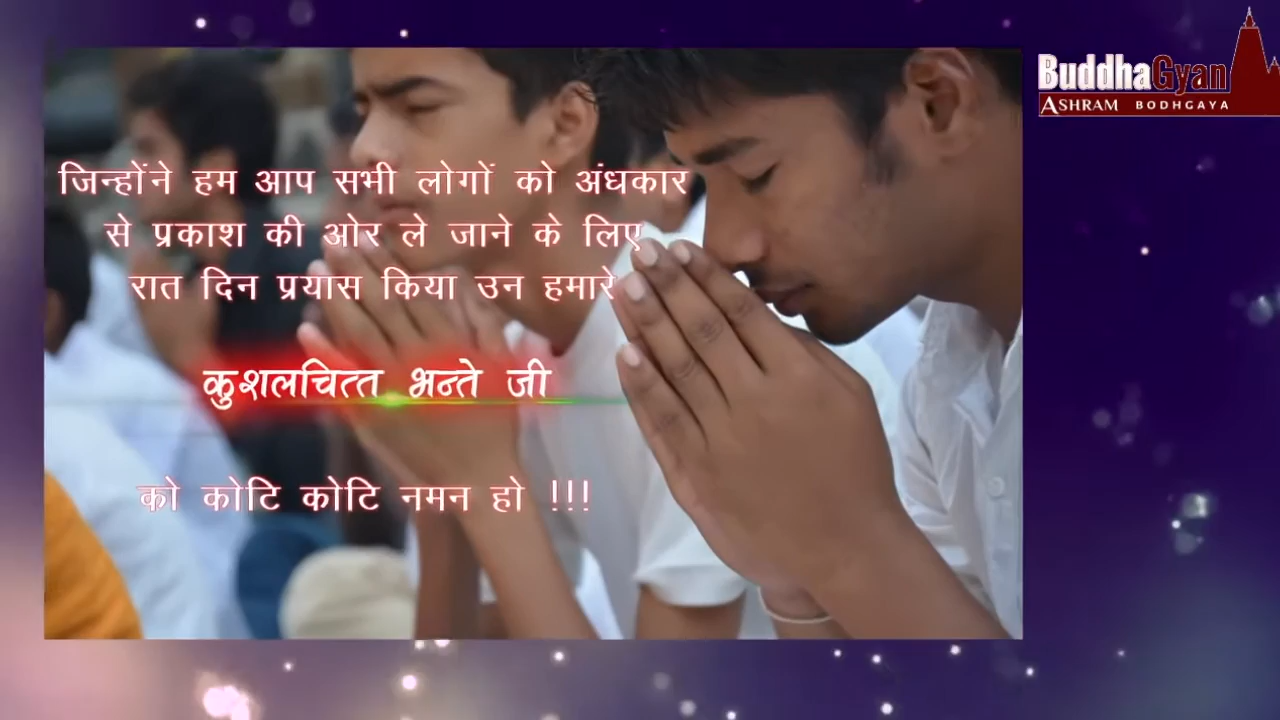 BuddhaGyan
ASHRAM BODHGAYA
जिन्होंने हम आप सभी लोगों को अंधकार
से प्रकाश की ओर ले जाने के लिए
रात दिन प्रयास किया उन हमारे
कुशलचित्त भन्ते जी
को कोटि कोटि नमन हो !!!